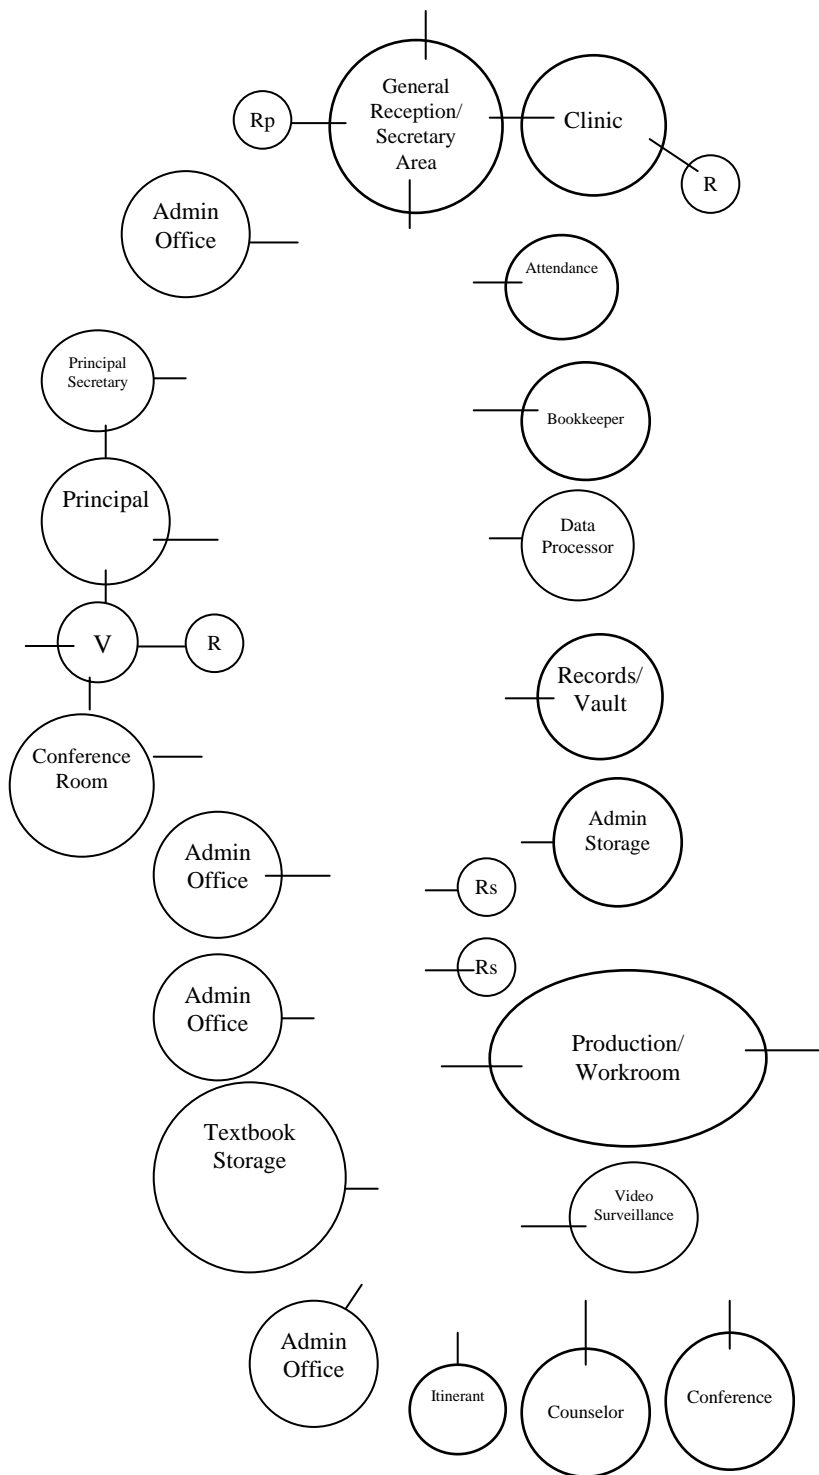 General
Reception/
Secretary
Area
Rp
Clinic
R
Admin
Office
Attendance
Principal
Secretary
Bookkeeper
Principal
Data
Processor
V
R
Records/
Vault
Conference
Room
Admin
Storage
Admin
Office
Rs
Rs
Admin
Office
Production/
Workroom
Textbook
Storage
Video
Surveillance
Admin
Office
Itinerant
Counselor
Conference